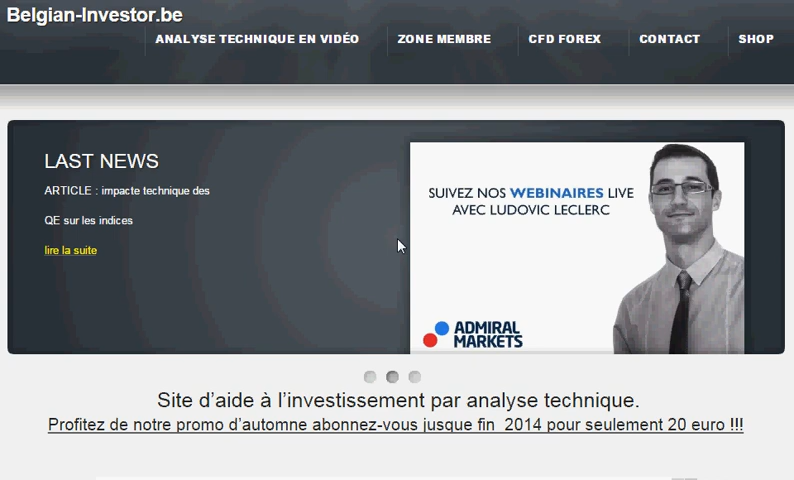 Belgian-Investor.be
ANALYSE TECHNIQUE EN VIDÉO
ZONE MEMBRE
CFD FOREX
CONTACT
SHOP
LAST NEWS
ARTICLE : impacte technique des
QE sur les indices
lire la suite
SUIVEZ NOS WEBINAIRES LIVE
AVEC LUDOVIC LECLERC
ADMIRAL
MARKETS
Site d'aide à l'investissement par analyse technique.
Profitez de notre promo d'automne abonnez-vous jusque fin 2014 pour seulement 20 euro !!!